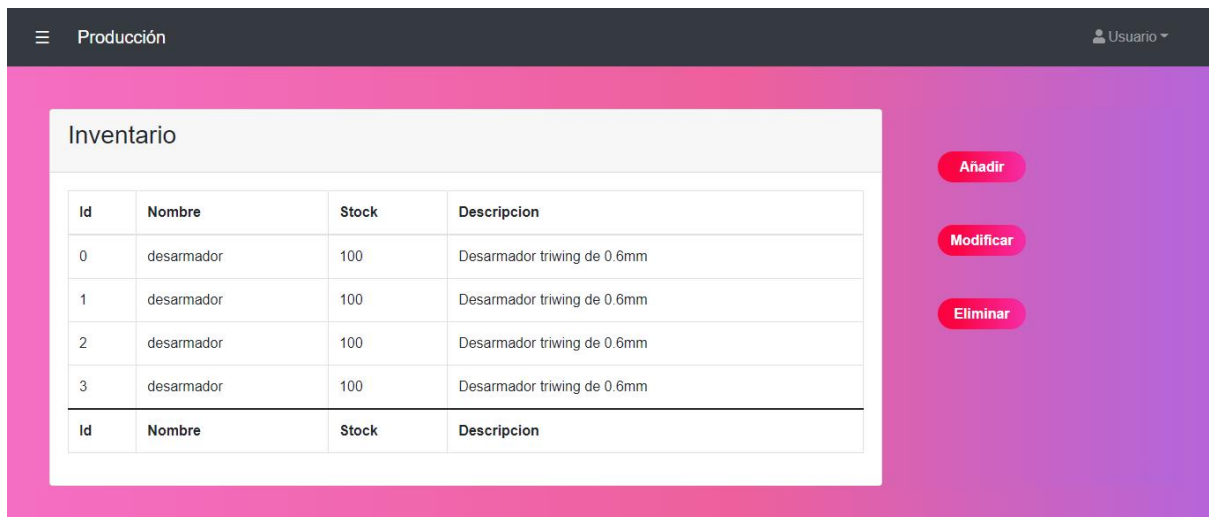 ☰ Producción Usuario
Inventario
Añadir
Id Nombre Stock Descripcion
Modificar
0 desarmador 100 Desarmador triwing de 0.6mm
1 desarmador 100 Desarmador triwing de 0.6mm
Eliminar
2 desarmador 100 Desarmador triwing de 0.6mm
3 desarmador 100 Desarmador triwing de 0.6mm
Id Nombre Stock Descripcion